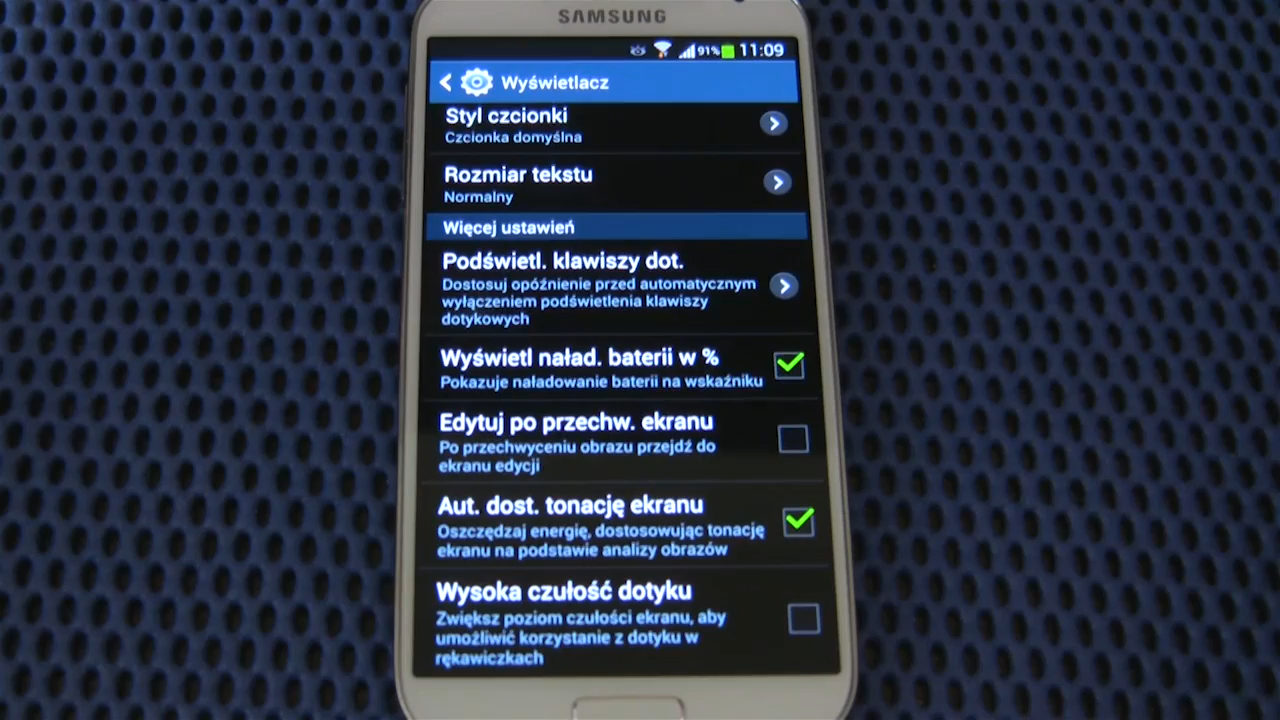 SAMSUNG
91% 11:09
Wyświetlacz
Styl czcionki
Czcionka domyślna
Rozmiar tekstu
Normalny
Więcej ustawień
Podświetl. klawiszy dot.
Dostosuj opóźnienie przed automatycznym
wyłączeniem podświetlenia klawiszy
dotykowych
Wyświetl naład. baterii w %
Pokazuje naładowanie baterii na wskaźniku
Edytuj po przechw. ekranu
Po przechwyceniu obrazu przejdź do
ekranu edycji
Aut. dost. tonację ekranu
Oszczędzaj energię, dostosowując tonację
ekranu na podstawie analizy obrazów
Wysoka czułość dotyku
Zwiększ poziom czułości ekranu, aby
umożliwić korzystanie z dotyku w
rękawiczkach